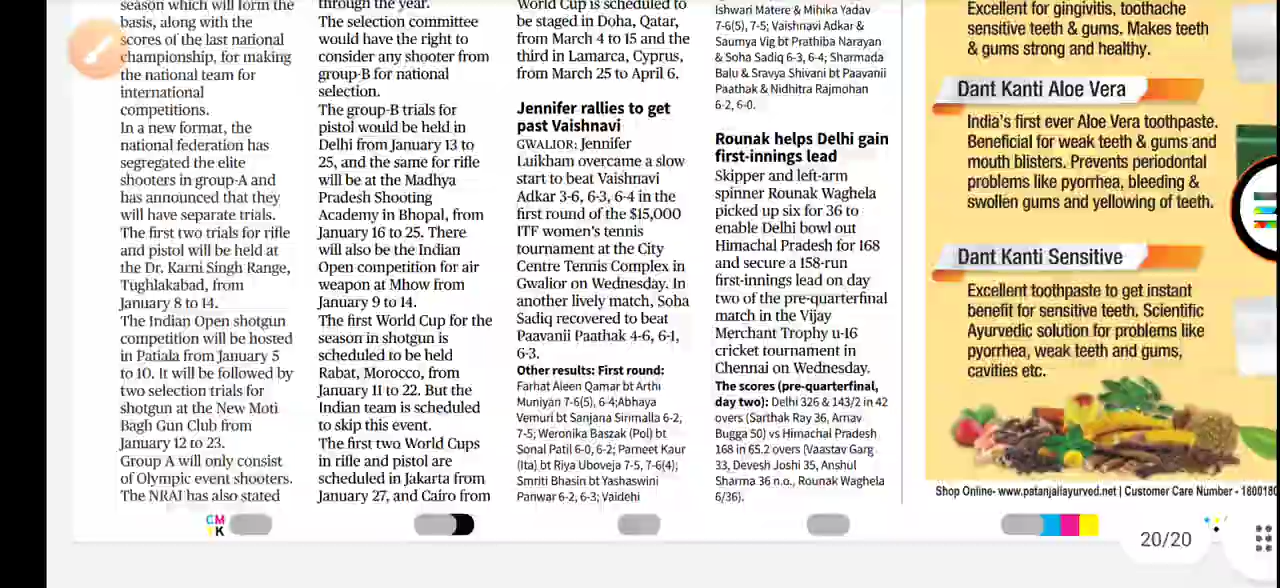 season which will form the
basis, along with the
scores of the last national
championship, for making
the national team for
international
competitions.
In a new format, the
national federation has
segregated the elite
shooters in group-A and
has announced that they
will have separate trials.
The first two trials for rifle
and pistol will be held at
the Dr. Karni Singh Range,
Tughlakabad, from
January 8 to 14.
The Indian Open shotgun
competition will be hosted
in Patiala from January 5
to 10. It will be followed by
two selection trials for
shotgun at the New Moti
Bagh Gun Club from
January 12 to 23.
Group A will only consist
of Olympic event shooters.
The NRAI has also stated
through the year.
The selection committee
would have the right to
consider any shooter from
group-B for national
selection.
The group-B trials for
pistol would be held in
Delhi from January 13 to
25, and the same for rifle
will be at the Madhya
Pradesh Shooting
Academy in Bhopal, from
January 16 to 25. There
will also be the Indian
Open competition for air
weapon at Mhow from
January 9 to 14.
The first World Cup for the
season in shotgun is
scheduled to be held
Rabat, Morocco, from
January 11 to 22. But the
Indian team is scheduled
to skip this event.
The first two World Cups
in rifle and pistol are
scheduled in Jakarta from
January 27, and Cairo from
World Cup is scheduled to
be staged in Doha, Qatar,
from March 4 to 15 and the
third in Lamarca, Cyprus,
from March 25 to April 6.
Jennifer rallies to get
past Vaishnavi
GWALIOR: Jennifer
Luikham overcame a slow
start to beat Vaishnavi
Adkar 3-6, 6-3, 6-4 in the
first round of the $15,000
ITF women's tennis
tournament at the City
Centre Tennis Complex in
Gwalior on Wednesday. In
another lively match, Soha
Sadiq recovered to beat
Paavanii Paathak 4-6, 6-1,
6-3.
Other results: First round:
Farhat Aleen Qamar bt Arthi
Muniyan 7-6(5), 6-4;Abhaya
Vemuri bt Sanjana Sirimalla 6-2,
7-5; Weronika Baszak (Pol) bt
Sonal Patil 6-0, 6-2; Parneet Kaur
(Ita) bt Riya Uboveja 7-5, 7-6(4);
Smriti Bhasin bt Yashaswini
Panwar 6-2, 6-3; Vaidehi
Ishwari Matere & Mihika Yadav
7-6(5), 7-5; Vaishnavi Adkar &
Saumya Vig bt Prathiba Narayan
& Soha Sadiq 6-3, 6-4; Sharmada
Balu & Sravya Shivani bt Paavanii
Paathak & Nidhitra Rajmohan
6-2, 6-0.
Rounak helps Delhi gain
first-innings lead
Skipper and left-arm
spinner Rounak Waghela
picked up six for 36 to
enable Delhi bowl out
Himachal Pradesh for 168
and secure a 158-run
first-innings lead on day
two of the pre-quarterfinal
match in the Vijay
Merchant Trophy u-16
cricket tournament in
Chennai on Wednesday.
The scores (pre-quarterfinal,
day two): Delhi 326 & 143/2 in 42
overs (Sarthak Ray 36, Arnav
Bugga 50) vs Himachal Pradesh
168 in 65.2 overs (Vaastav Garg
33, Devesh Joshi 35, Anshul
Sharma 36 n.o., Rounak Waghela
6/36).
Excellent for gingivitis, toothache
sensitive teeth & gums. Makes teeth
& gums strong and healthy.
Dant Kanti Aloe Vera
India's first ever Aloe Vera toothpaste.
Beneficial for weak teeth & gums and
mouth blisters. Prevents periodontal
problems like pyorrhea, bleeding &
swollen gums and yellowing of teeth.
Dant Kanti Sensitive
Excellent toothpaste to get instant
benefit for sensitive teeth. Scientific
Ayurvedic solution for problems like
pyorrhea, weak teeth and gums,
cavities etc.
Shop Online- www.patanjaliayurved.net | Customer Care Number - 180018
CM
YK
20/20